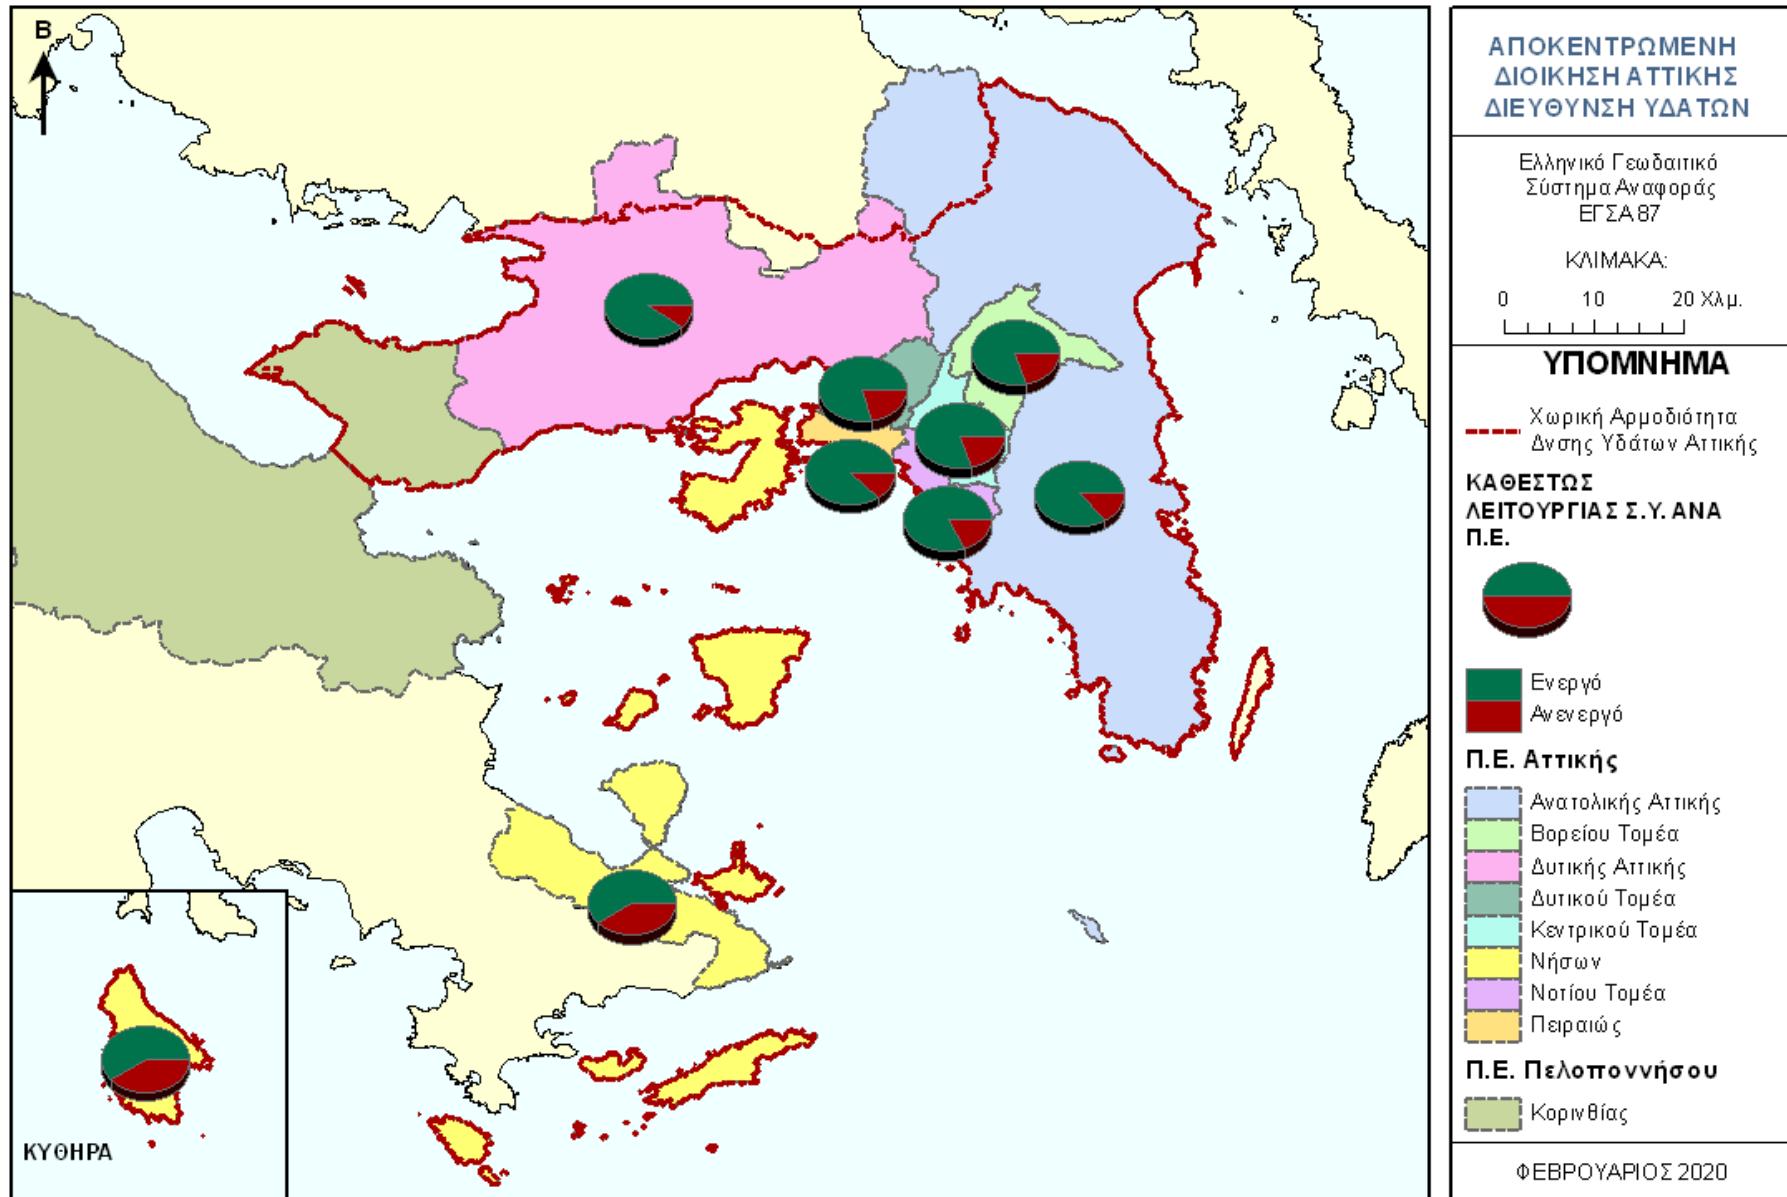 Β
ΚΥΘΗΡΑ
ΑΠΟΚΕΝΤΡΩΜΕΝΗ
ΔΙΟΙΚΗΣΗ ΑΤΤΙΚΗΣ
ΔΙΕΥΘΥΝΣΗ ΥΔΑΤΩΝ
Ελληνικό Γεωδαιτικό
Σύστημα Αναφοράς
ΕΓΣΑ 87
ΚΛΙΜΑΚΑ:
0 10 20 Χλμ.
ΥΠΟΜΝΗΜΑ
Χωρική Αρμοδιότητα
Δνσης Υδάτων Αττικής
ΚΑΘΕΣΤΩΣ
ΛΕΙΤΟΥΡΓΙΑΣ Σ.Υ. ΑΝΑ
Π.Ε.
Ενεργό
Ανενεργό
Π.Ε. Αττικής
Ανατολικής Αττικής
Βορείου Τομέα
Δυτικής Αττικής
Δυτικού Τομέα
Κεντρικού Τομέα
Νήσων
Νοτίου Τομέα
Πειραιώς
Π.Ε. Πελοποννήσου
Κορινθίας
ΦΕΒΡΟΥΑΡΙΟΣ 2020